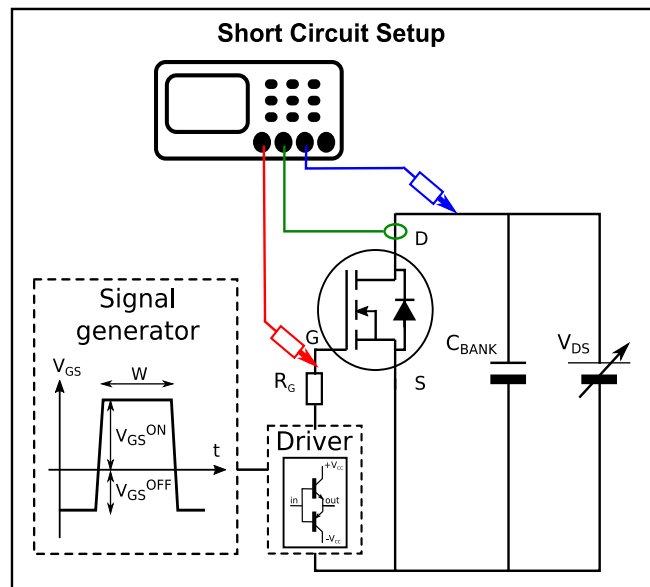 Short Circuit Setup
D
Signal
generator
G
C_BANK
V_DS
V_GS
W
R_G
S
V_GS^ON
t
Driver
V_GS^OFF
+V_CC
in
out
-V_CC